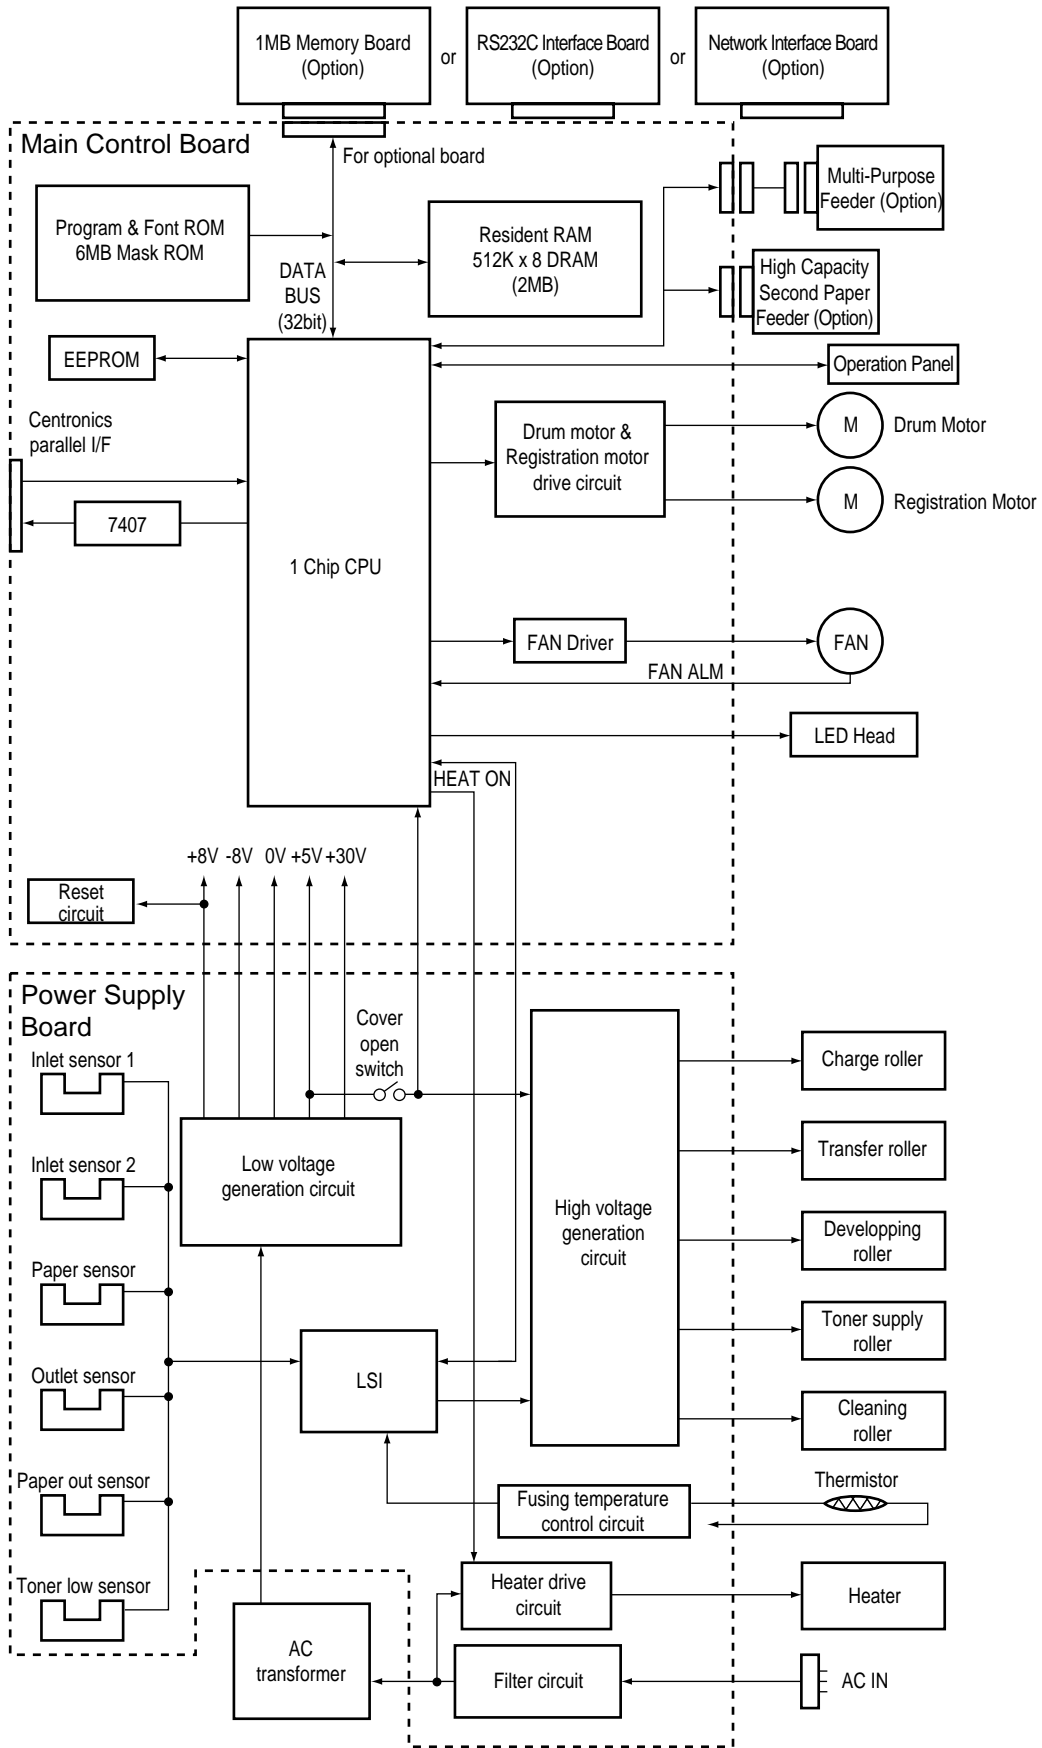 1MB Memory Board
(Option)
or
RS232C Interface Board
(Option)
or
Network Interface Board
(Option)
Main Control Board
For optional board
Program & Font ROM
6MB Mask ROM
Resident RAM
512K x 8 DRAM
(2MB)
DATA
BUS
(32bit)
Multi-Purpose
Feeder (Option)
High Capacity
Second Paper
Feeder (Option)
EEPROM
Operation Panel
Centronics
parallel I/F
Drum motor &
Registration motor
drive circuit
M
Drum Motor
M
Registration Motor
7407
1 Chip CPU
FAN Driver
FAN
FAN ALM
LED Head
HEAT ON
+8V
-8V
0V
+5V
+30V
Reset
circuit
Power Supply
Board
Cover
open
switch
Inlet sensor 1
Charge roller
Low voltage
generation circuit
Inlet sensor 2
Transfer roller
High voltage
generation
circuit
Developping
roller
Paper sensor
Toner supply
roller
LSI
Outlet sensor
Cleaning
roller
Paper out sensor
Fusing temperature
control circuit
Thermistor
Toner low sensor
Heater drive
circuit
Heater
AC
transformer
Filter circuit
AC IN